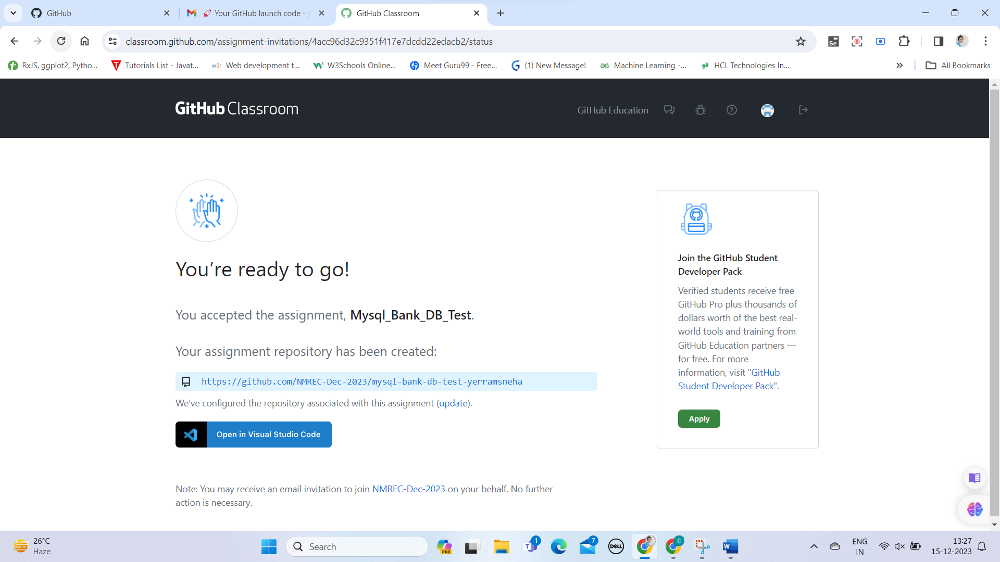 GitHub
🚀 Your GitHub launch code - y
GitHub Classroom
classroom.github.com/assignment-invitations/4acc96d32c9351f417e7dcdd22edacb2/status
RxJS, ggplot2, Pytho...
Tutorials List - Javat...
w3r Web development t...
W3Schools Online...
Meet Guru99 - Free...
(1) New Message!
Machine Learning -...
HCL Technologies In...
All Bookmarks
GitHub Classroom
GitHub Education
You're ready to go!
You accepted the assignment, Mysql_Bank_DB_Test.
Your assignment repository has been created:
https://github.com/NMREC-Dec-2023/mysql-bank-db-test-yerramsneha
We've configured the repository associated with this assignment (update).
Open in Visual Studio Code
Note: You may receive an email invitation to join NMREC-Dec-2023 on your behalf. No further
action is necessary.
Join the GitHub Student
Developer Pack
Verified students receive free
GitHub Pro plus thousands of
dollars worth of the best real-
world tools and training from
GitHub Education partners —
for free. For more
information, visit "GitHub
Student Developer Pack".
Apply
26°C
Haze
Search
PRE
1
7
DELL
C
ENG
IN
13:27
15-12-2023